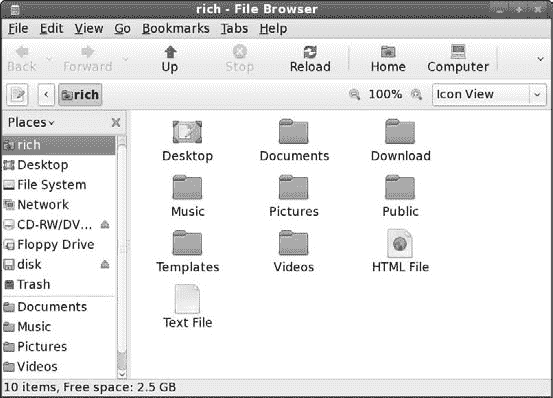 rich - File Browser
File Edit View Go Bookmarks Tabs Help
Back Forward Up Stop Reload Home Computer
rich 100% Icon View
Places
rich
Desktop
File System
Network
CD-RW/DV...
Floppy Drive
disk
Trash
Documents
Music
Pictures
Videos
Desktop Documents Download
Music Pictures Public
Templates Videos HTML File
Text File
10 items, Free space: 2.5 GB